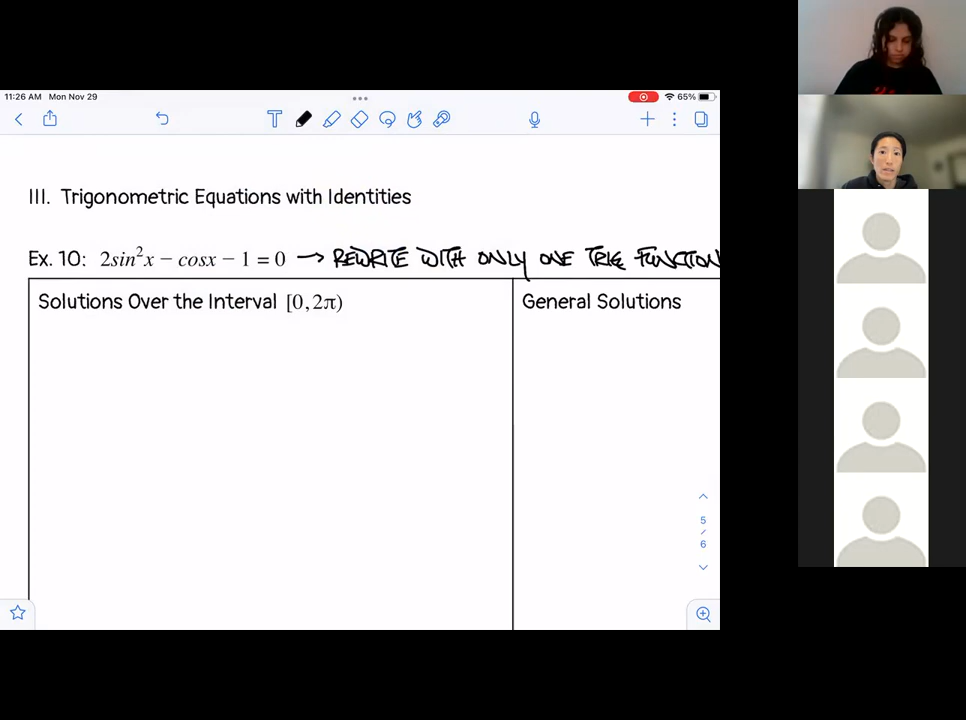 11:26 AM Mon Nov 29
65%
T
III. Trigonometric Equations with Identities
Ex. 10: 2sin²x − cosx − 1 = 0 → REWRITE WITH ONLY ONE TRIG FUNCTION
Solutions Over the Interval [0, 2π)
General Solutions
5
/
6